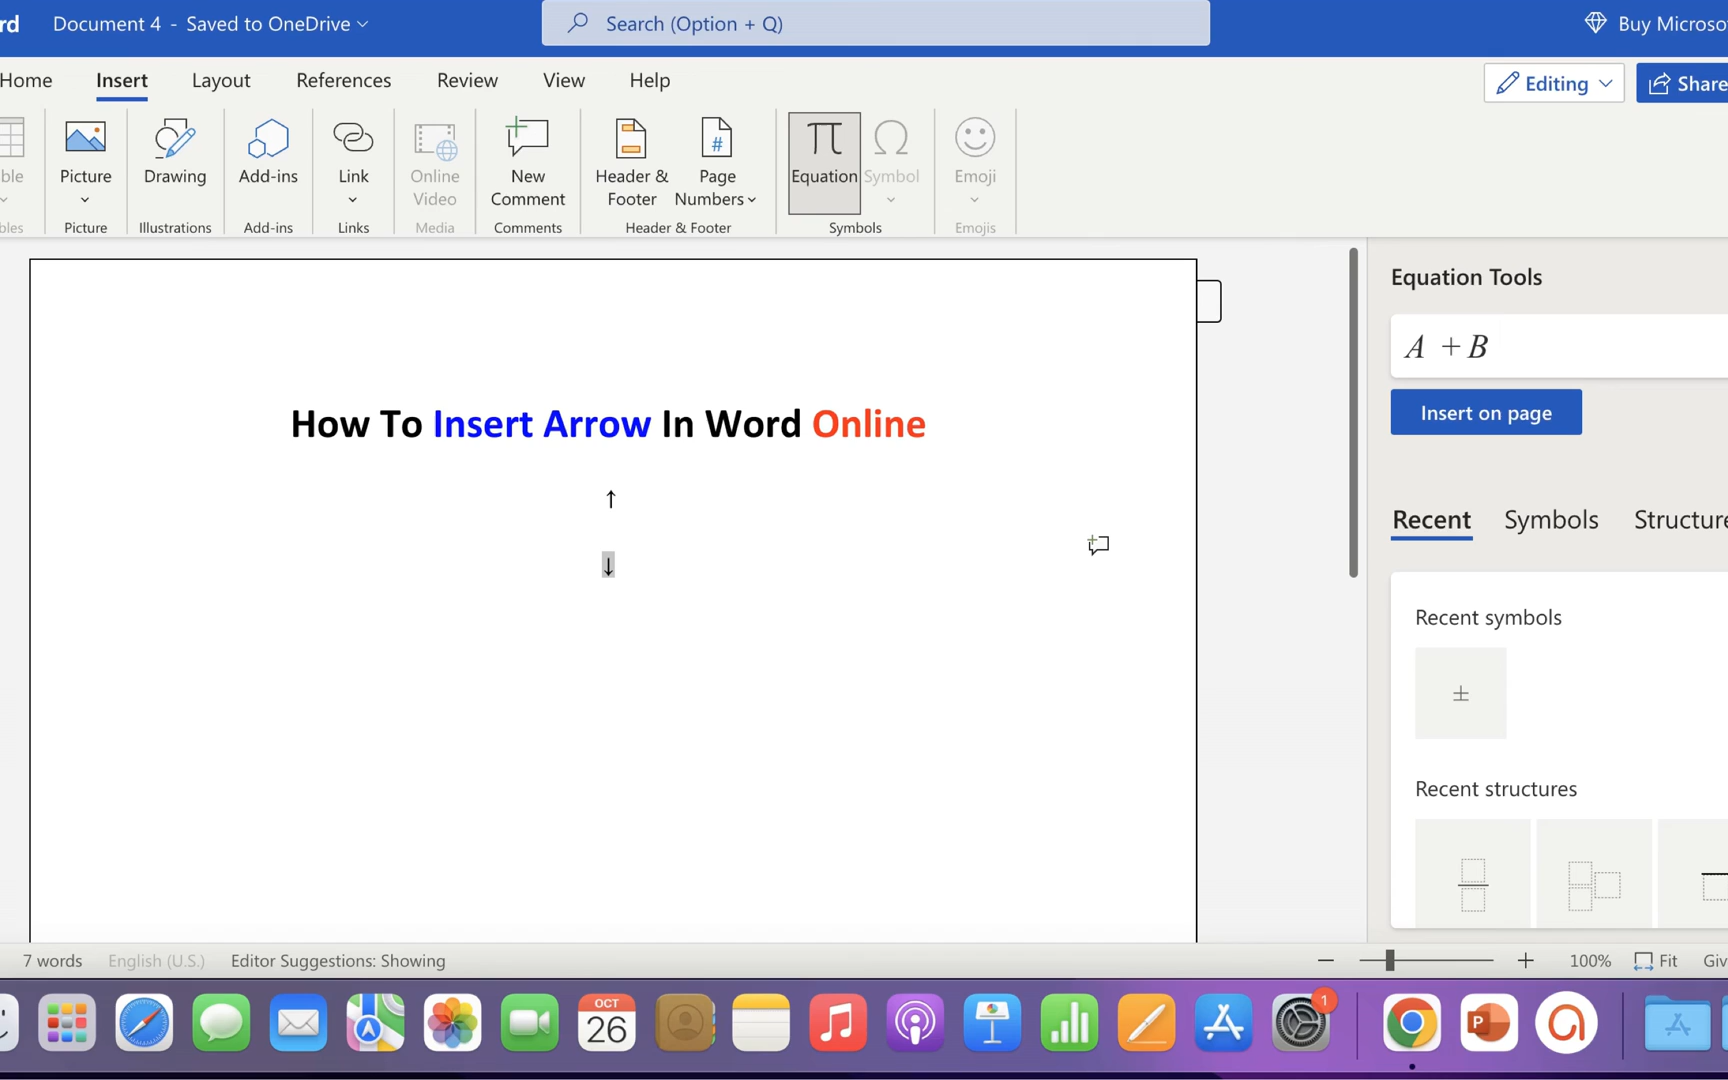 rd Document 4 - Saved to OneDrive Search (Option + Q) Buy Microso
Home Insert Layout References Review View Help Editing Share
ble Picture Drawing Add-ins Link Online Video New Comment Header & Footer Page Numbers Equation Symbol Emoji
bles Picture Illustrations Add-ins Links Media Comments Header & Footer Symbols Emojis
Equation Tools
A + B
Insert on page
How To Insert Arrow In Word Online
↑
↓
Recent Symbols Structure
Recent symbols
±
Recent structures
7 words English (U.S.) Editor Suggestions: Showing − + 100% Fit Giv
OCT
26
1
P